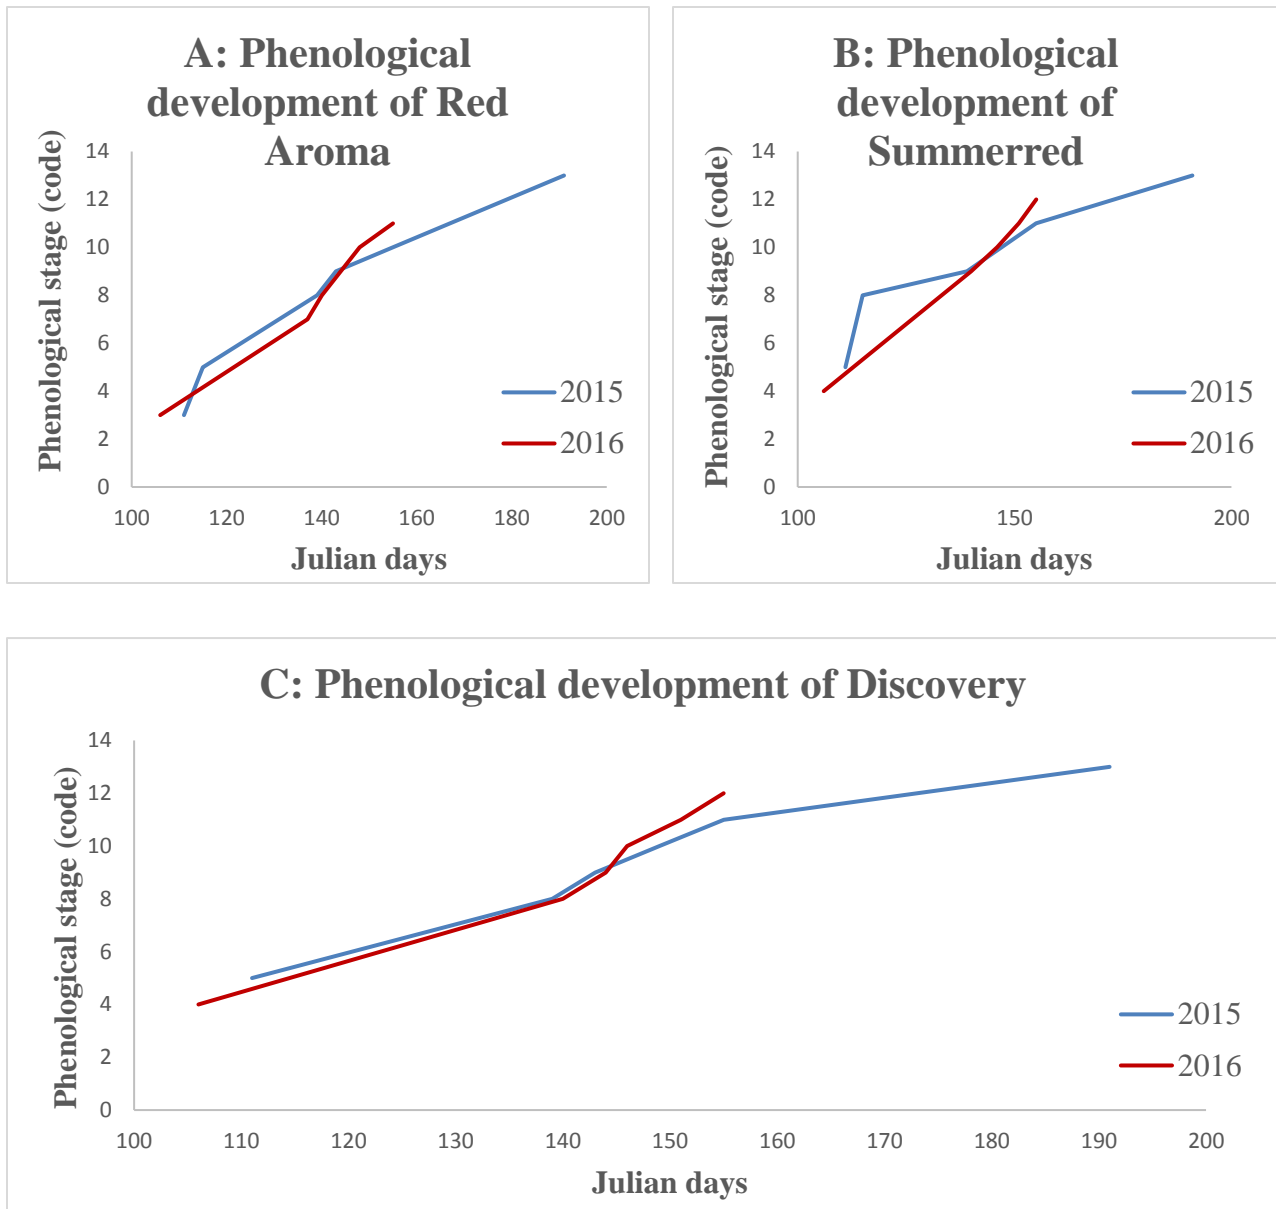 A: Phenological
development of Red
Aroma
Phenological stage (code)
14
12
10
8
6
4
2
0
100 120 140 160 180 200
Julian days
2015
2016
B: Phenological
development of
Summerred
Phenological stage (code)
14
12
10
8
6
4
2
0
100 150 200
Julian days
2015
2016
C: Phenological development of Discovery
Phenological stage (code)
14
12
10
8
6
4
2
0
100 110 120 130 140 150 160 170 180 190 200
Julian days
2015
2016